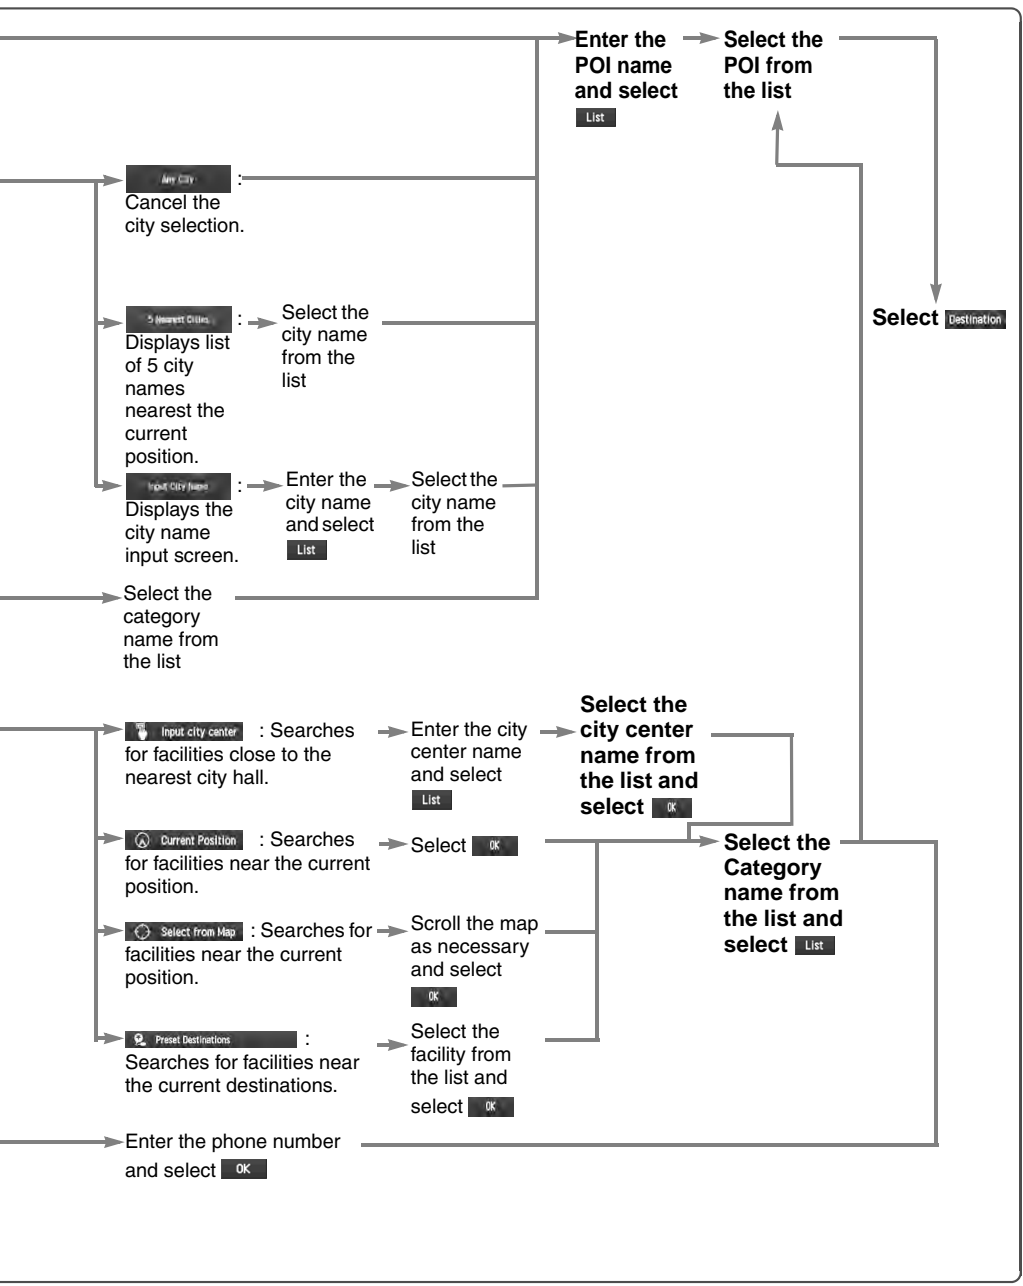 Enter the
POI name
and select
List
Select the
POI from
the list
Any City :
Cancel the
city selection.
5 Nearest Cities :
Displays list
of 5 city
names
nearest the
current
position.
Select the
city name
from the
list
Select Destination
Input City Name :
Displays the
city name
input screen.
Enter the
city name
and select
List
Select the
city name
from the
list
Select the
category
name from
the list
Input city center : Searches
for facilities close to the
nearest city hall.
Enter the city
center name
and select
List
Select the
city center
name from
the list and
select OK
Current Position : Searches
for facilities near the current
position.
Select OK
Select the
Category
name from
the list and
select List
Select from Map : Searches for
facilities near the current
position.
Scroll the map
as necessary
and select
OK
Preset Destinations :
Searches for facilities near
the current destinations.
Select the
facility from
the list and
select OK
Enter the phone number
and select OK